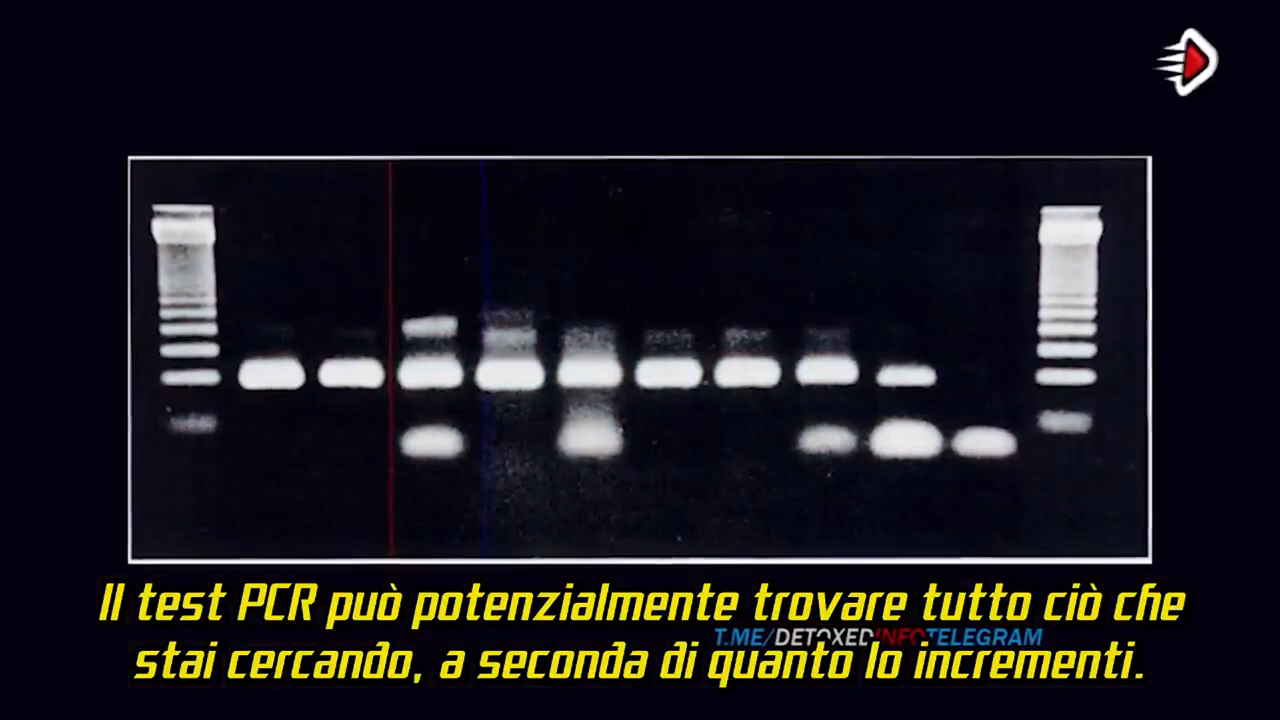 Il test PCR può potenzialmente trovare tutto ciò che
T.ME/DETOXEDINFOTELEGRAM
stai cercando, a seconda di quanto lo incrementi.